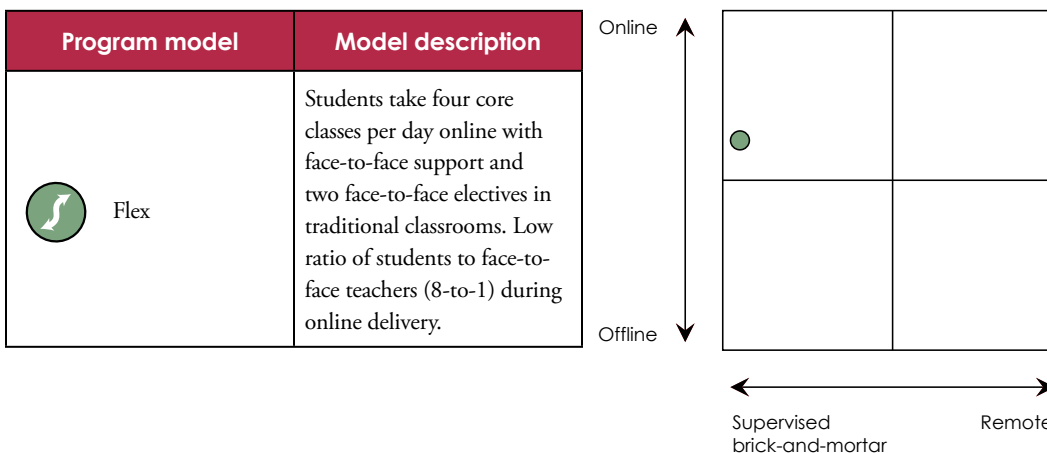 Program model
Model description
Flex
Students take four core
classes per day online with
face-to-face support and
two face-to-face electives in
traditional classrooms. Low
ratio of students to face-to-
face teachers (8-to-1) during
online delivery.
Online
Offline
Supervised
brick-and-mortar
Remote